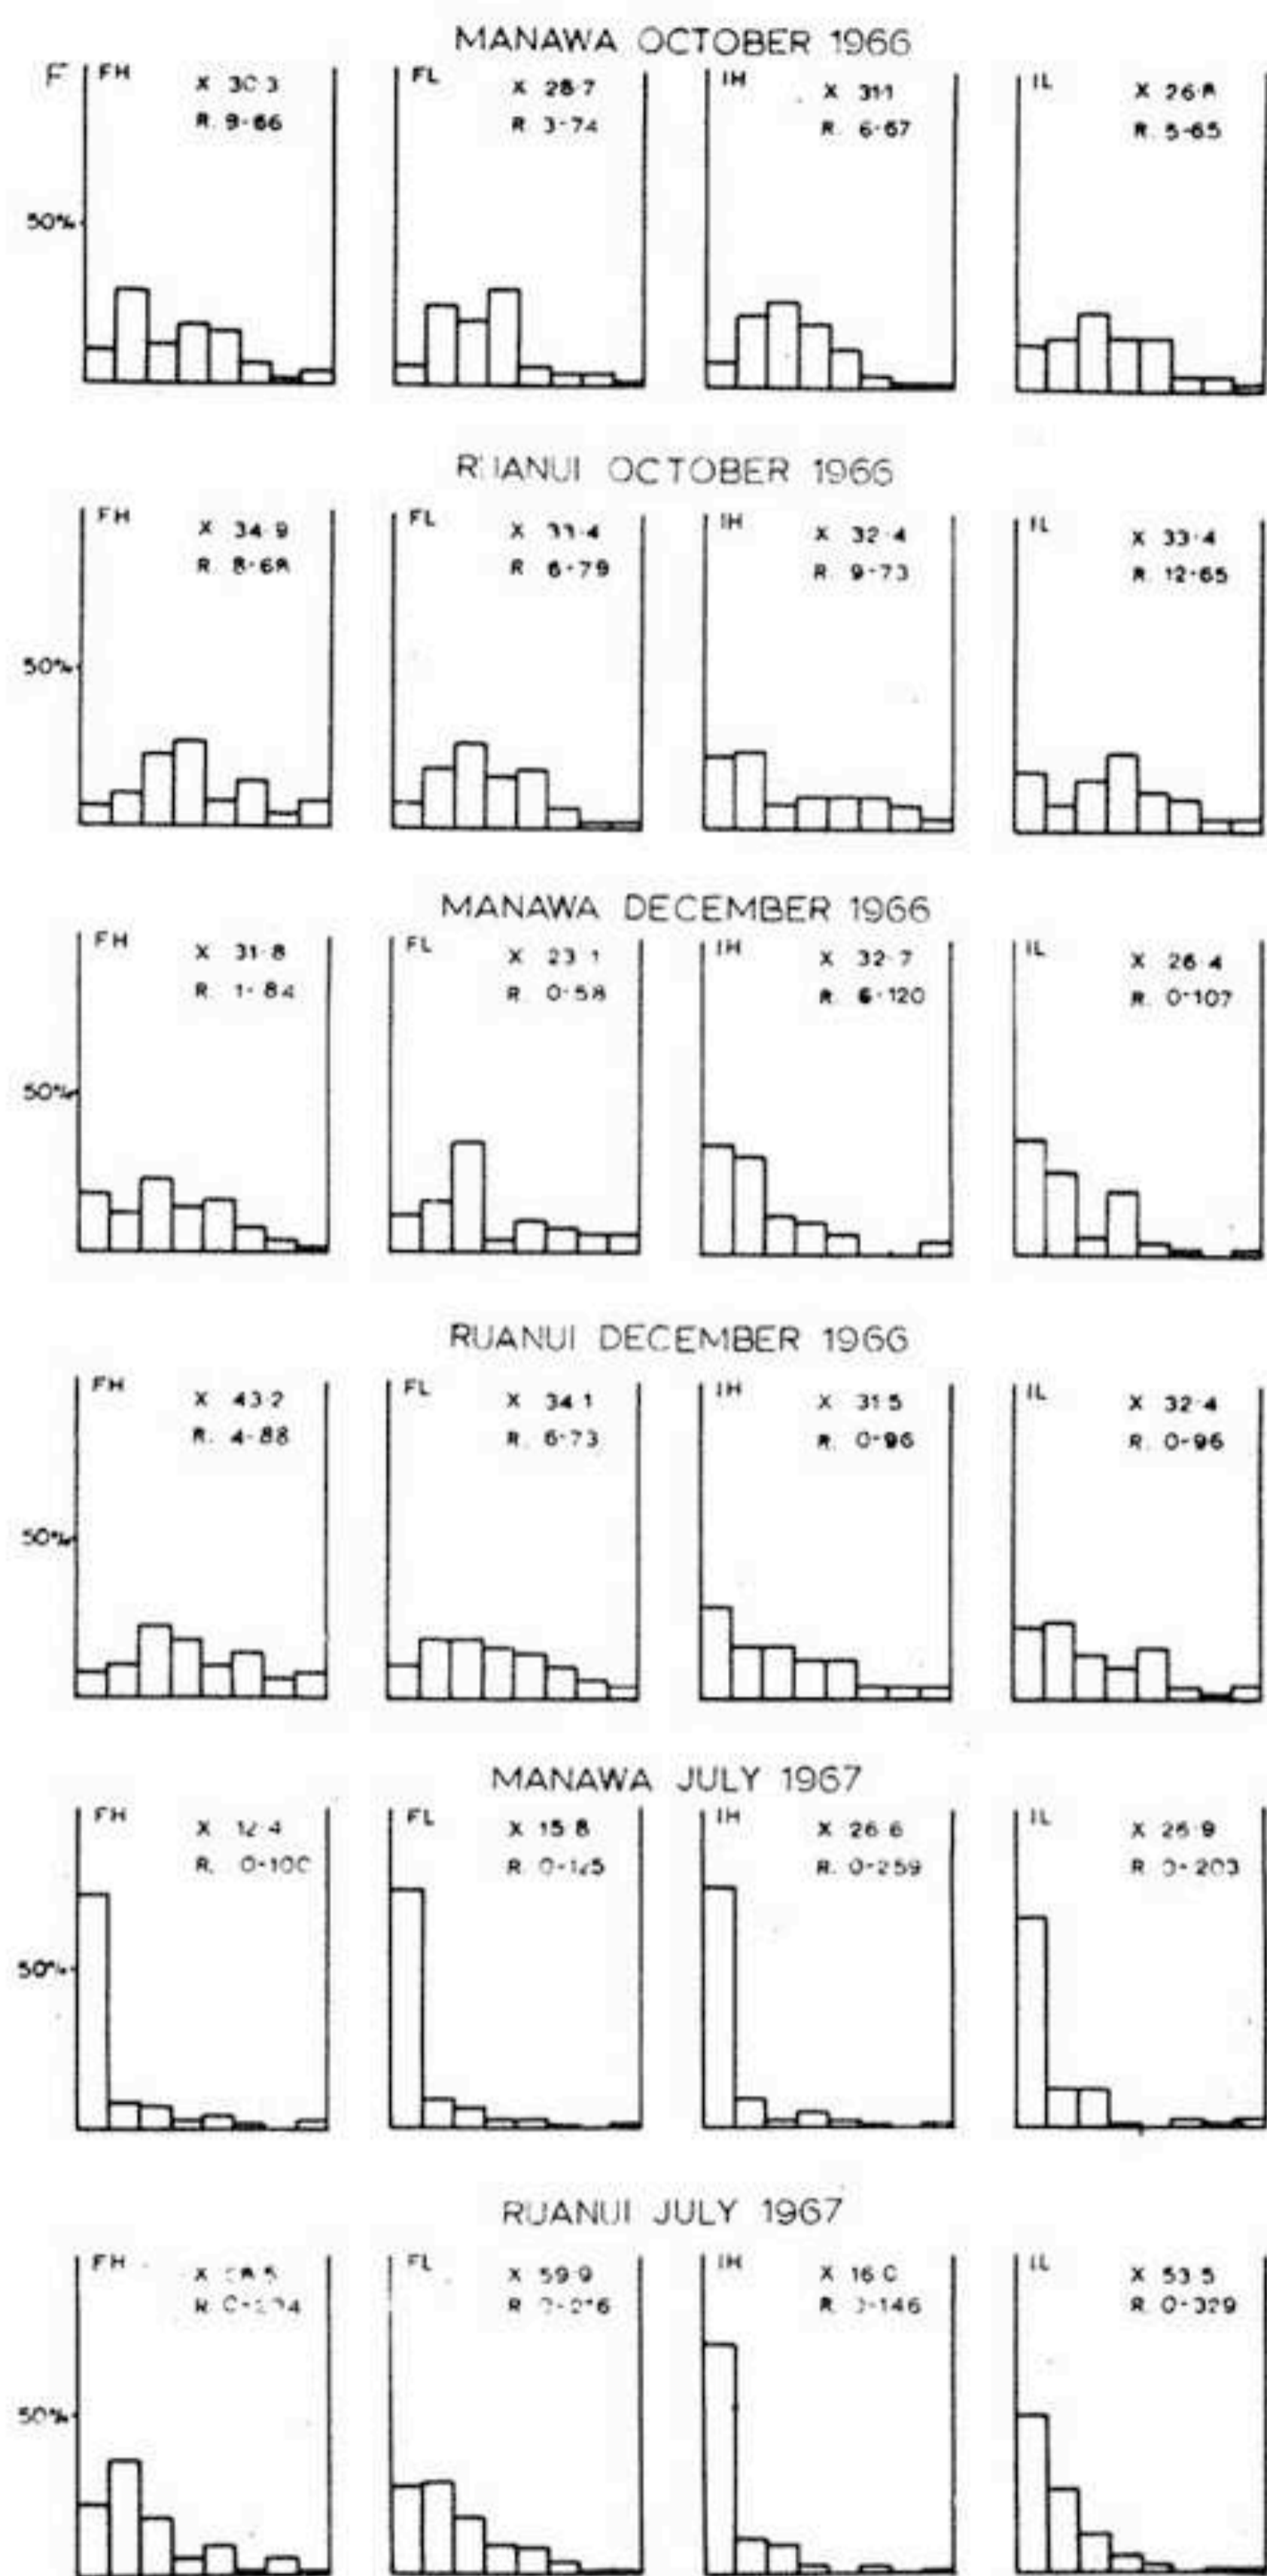 MANAWA OCTOBER 1966
F FH FL IH IL
X 30·3 X 28·7 X 31·1 X 26·8
R. 9-66 R 3-74 R. 6-67 R. 5-65
50%
RUANUI OCTOBER 1966
FH FL IH IL
X 34·9 X 33·4 X 32·4 X 33·4
R. 8-68 R 6-79 R. 9-73 R. 12-65
50%
MANAWA DECEMBER 1966
FH FL IH IL
X 31·8 X 23·1 X 32·7 X 26·4
R. 1-84 R. 0-58 R. 6-120 R. 0-107
50%
RUANUI DECEMBER 1966
FH FL IH IL
X 43·2 X 34·1 X 31·5 X 32·4
R. 4-88 R. 6-73 R. 0-96 R. 0-96
50%
MANAWA JULY 1967
FH FL IH IL
X 12·4 X 15·8 X 26·6 X 26·9
R. 0-100 R. 0-125 R. 0-259 R 0-203
50%
RUANUI JULY 1967
FH FL IH IL
X X 59·9 X 16·0 X 53·5
R R R. 0-146 R. 0-329
50%